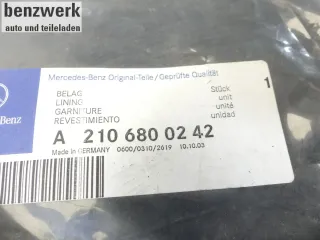 benzwerk
auto und teileladen
Mercedes-Benz Original-Teile/Geprüfte Qualität
BELAG Stück 1
LINING unit
GARNITURE unité
REVESTIMIENTO unidad
A 210 680 02 42
Made in GERMANY 0600/0310/2619 10.10.03
Benz